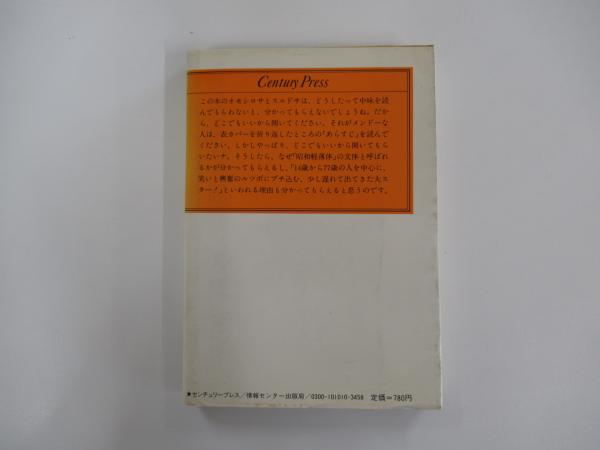 Century Press
この本のオモシロサとスルドサは、どうしたって中味を読
んでもらわないと、分かってもらえないでしょうね。だか
ら、どこでもいいから開いてください。それがメンドーな
人は、表カバーを折り返したところの「あらすじ」を読んで
ください。しかしやっぱり、どこでもいいから開いてもら
いたいナ。そうしたら、なぜ「昭和軽薄体」の文体と呼ばれ
るかが分かってもらえるし、「14歳から77歳の人を中心に、
笑いと興奮のルツボにブチ込む、少し遅れて出てきた大ス
ター!」といわれる理由も分かってもらえると思うのです。
★センチュリープレス/情報センター出版局/0300-101010-3458 定価=780円